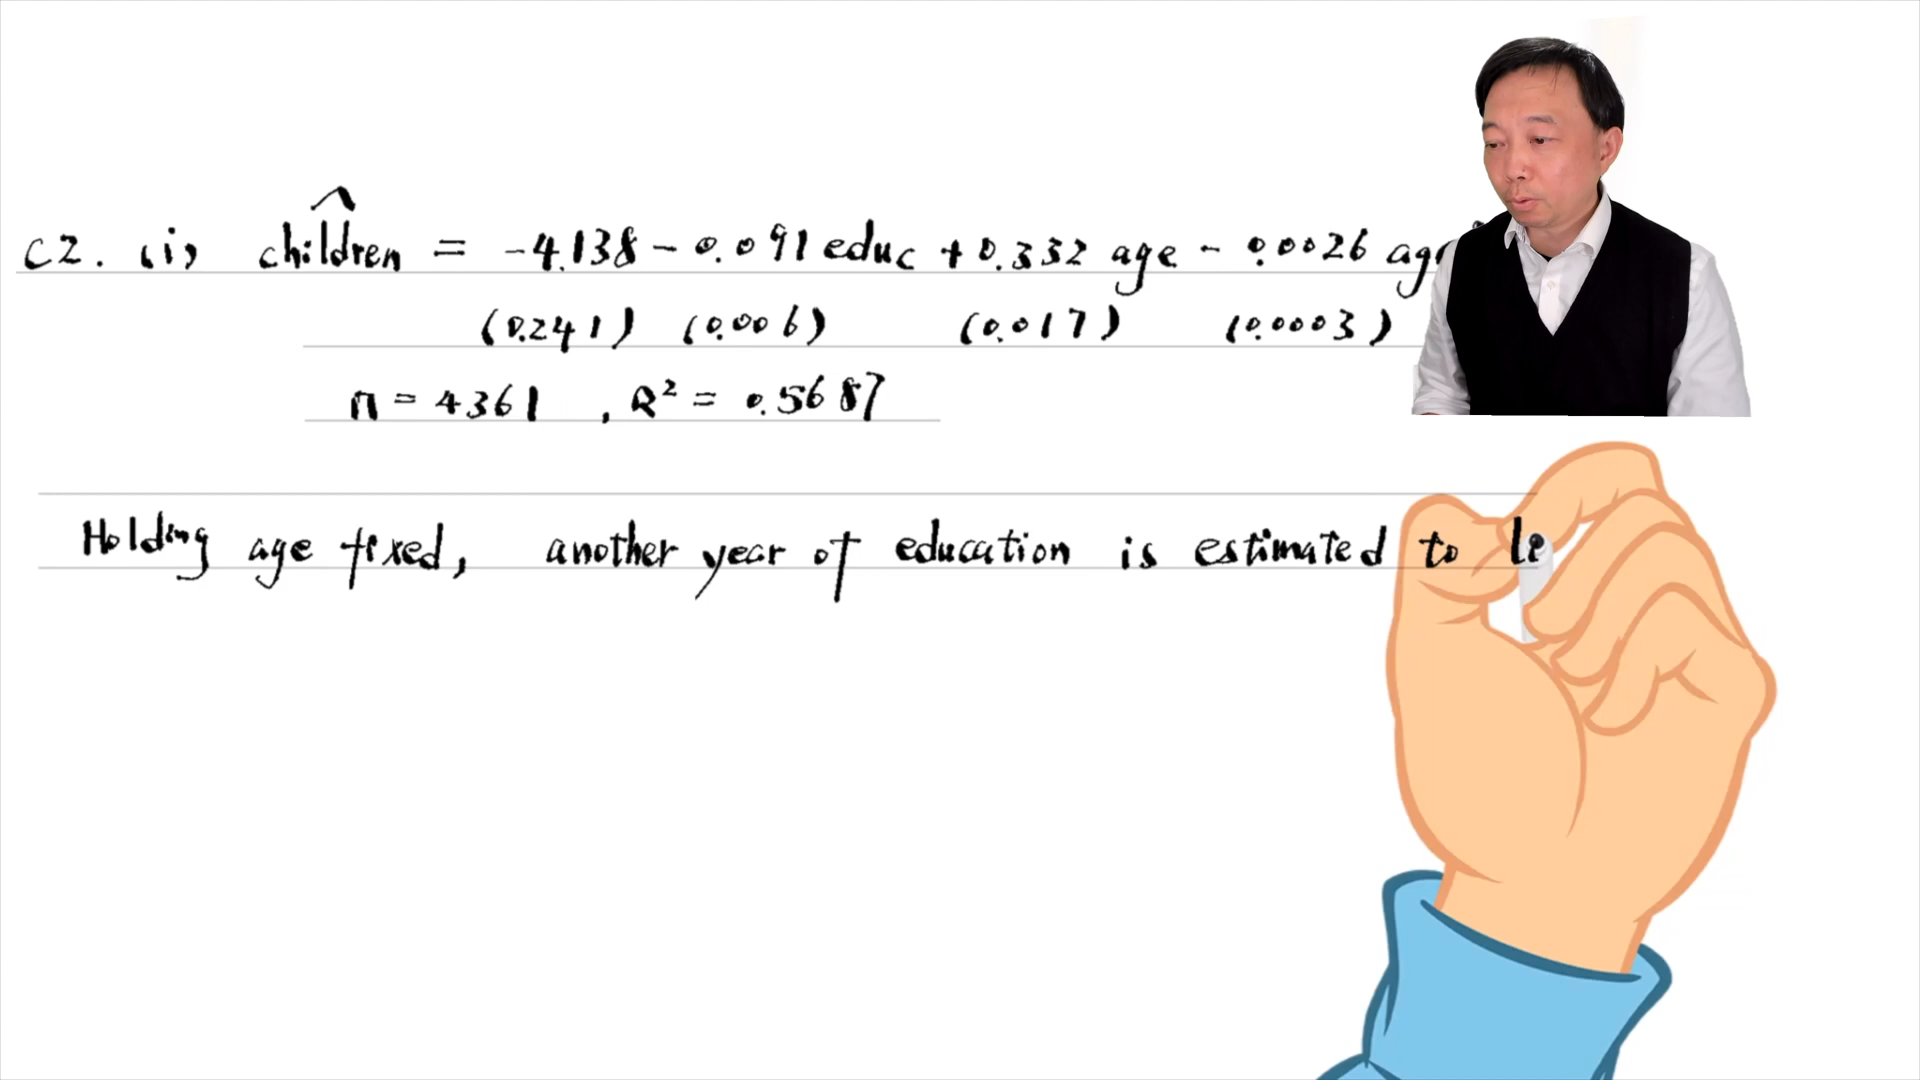 C2. (i) children^ = -4.138 - 0.091 educ + 0.332 age - 0.0026 age
(0.241) (0.006) (0.017) (0.0003)
n = 4361 , R² = 0.5687
Holding age fixed, another year of education is estimated to le